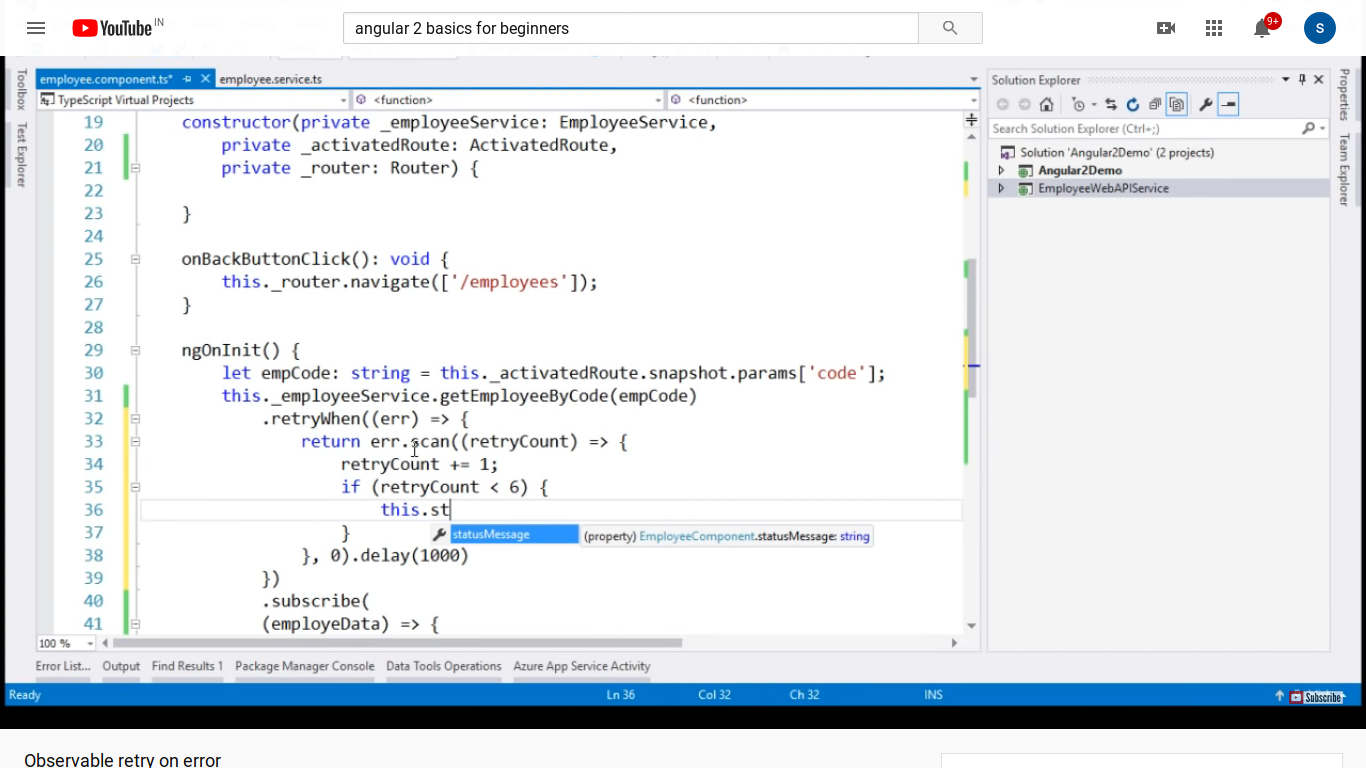 YouTube IN
angular 2 basics for beginners
9+
S
employee.component.ts*
employee.service.ts
TypeScript Virtual Projects
<function>
<function>
Toolbox
Test Explorer
19 constructor(private _employeeService: EmployeeService,
20 private _activatedRoute: ActivatedRoute,
21 private _router: Router) {
22
23 }
24
25 onBackButtonClick(): void {
26 this._router.navigate(['/employees']);
27 }
28
29 ngOnInit() {
30 let empCode: string = this._activatedRoute.snapshot.params['code'];
31 this._employeeService.getEmployeeByCode(empCode)
32 .retryWhen((err) => {
33 return err.scan((retryCount) => {
34 retryCount += 1;
35 if (retryCount < 6) {
36 this.st
statusMessage
(property) EmployeeComponent.statusMessage: string
37 }
38 }, 0).delay(1000)
39 })
40 .subscribe(
41 (employeData) => {
100 %
Solution Explorer
Search Solution Explorer (Ctrl+;)
Solution 'Angular2Demo' (2 projects)
Angular2Demo
EmployeeWebAPIService
Properties
Team Explorer
Error List...
Output
Find Results 1
Package Manager Console
Data Tools Operations
Azure App Service Activity
Ready
Ln 36
Col 32
Ch 32
INS
Subscribe
Observable retry on error